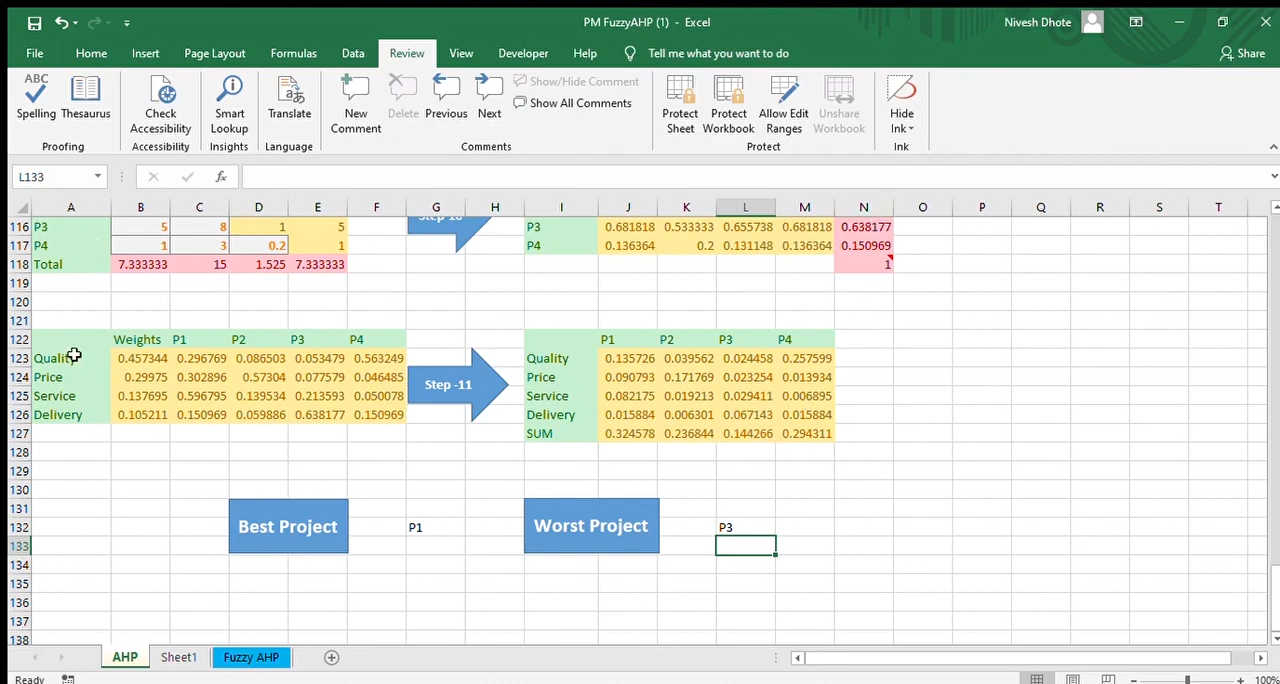 PM FuzzyAHP (1) - Excel
Nivesh Dhote
File Home Insert Page Layout Formulas Data Review View Developer Help Tell me what you want to do Share
ABC
Spelling Thesaurus Check Accessibility Smart Lookup Translate New Comment Delete Previous Next Show/Hide Comment Show All Comments Protect Sheet Protect Workbook Allow Edit Ranges Unshare Workbook Hide Ink
Proofing Accessibility Insights Language Comments Protect Ink
L133 fx
A B C D E F G H I J K L M N O P Q R S T
116 P3 5 8 1 5 Step-10 P3 0.681818 0.533333 0.655738 0.681818 0.638177
117 P4 1 3 0.2 1 P4 0.136364 0.2 0.131148 0.136364 0.150969
118 Total 7.333333 15 1.525 7.333333 1
119
120
121
122 Weights P1 P2 P3 P4 P1 P2 P3 P4
123 Quality 0.457344 0.296769 0.086503 0.053479 0.563249 Quality 0.135726 0.039562 0.024458 0.257599
124 Price 0.29975 0.302896 0.57304 0.077579 0.046485 Step -11 Price 0.090793 0.171769 0.023254 0.013934
125 Service 0.137695 0.596795 0.139534 0.213593 0.050078 Service 0.082175 0.019213 0.029411 0.006895
126 Delivery 0.105211 0.150969 0.059886 0.638177 0.150969 Delivery 0.015884 0.006301 0.067143 0.015884
127 SUM 0.324578 0.236844 0.144266 0.294311
128
129
130
131
132 Best Project P1 Worst Project P3
133
134
135
136
137
138
AHP Sheet1 Fuzzy AHP
Ready 100%